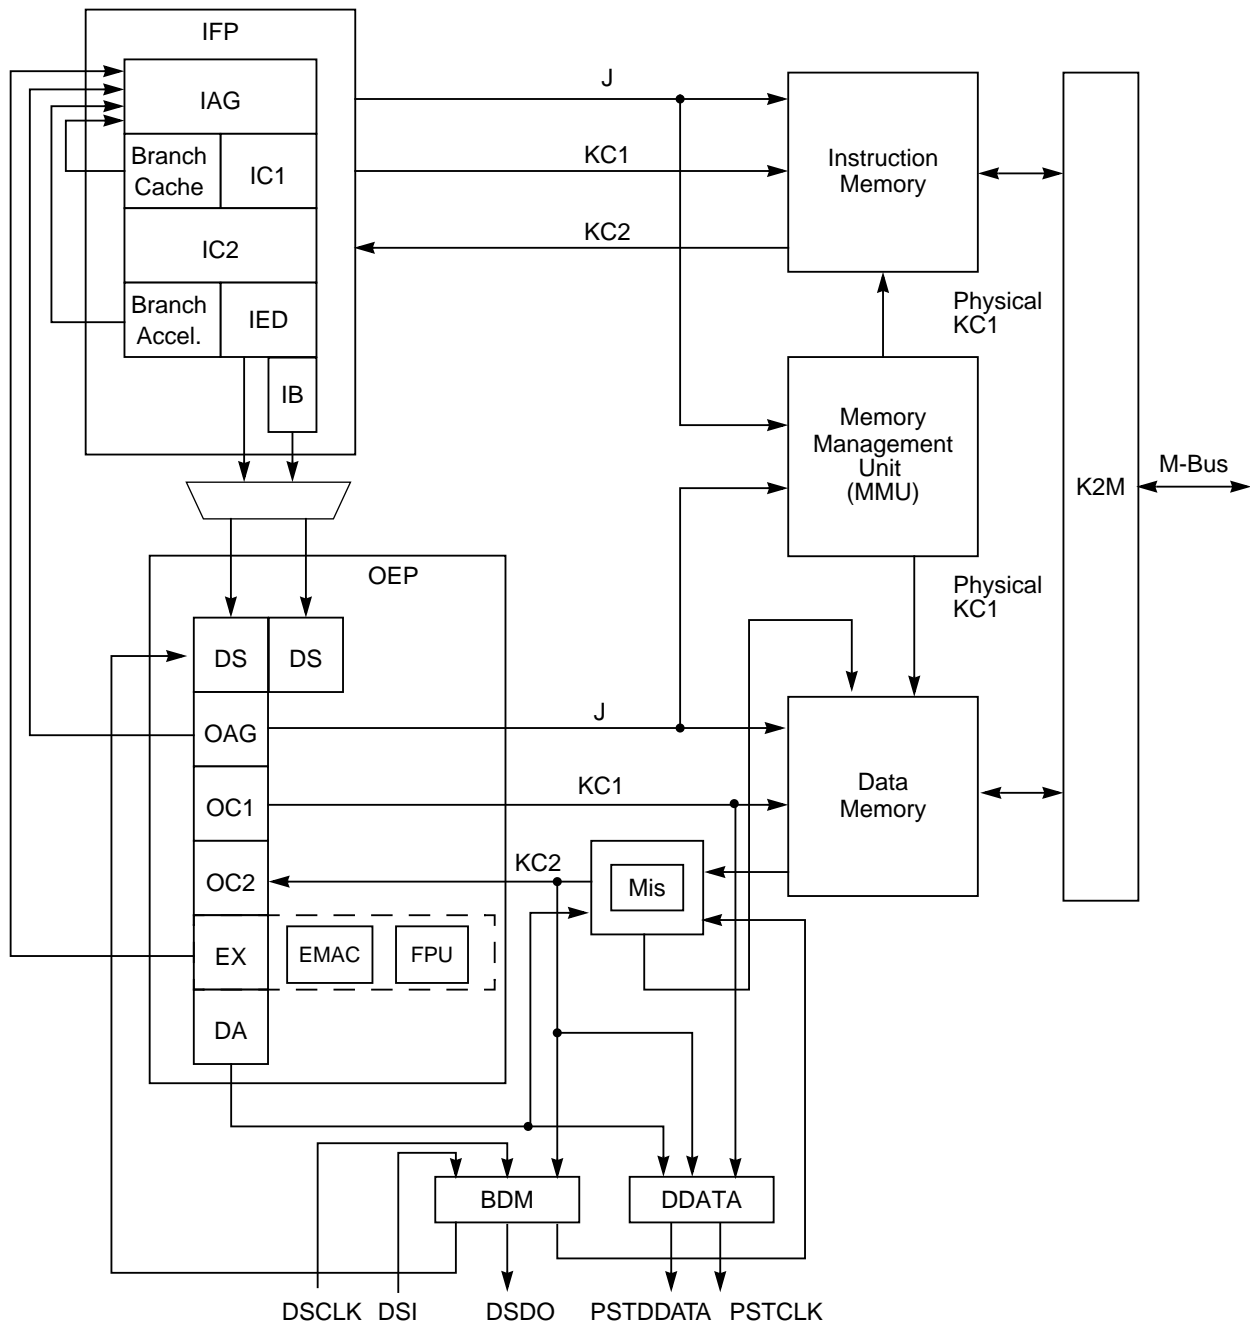 IFP
IAG
J
Branch
Cache
IC1
KC1
Instruction
Memory
IC2
KC2
Branch
Accel.
IED
Physical
KC1
IB
Memory
Management
Unit
(MMU)
K2M
M-Bus
OEP
Physical
KC1
DS
DS
OAG
J
OC1
KC1
Data
Memory
OC2
KC2
Mis
EX
EMAC
FPU
DA
BDM
DDATA
DSCLK
DSI
DSDO
PSTDDATA
PSTCLK